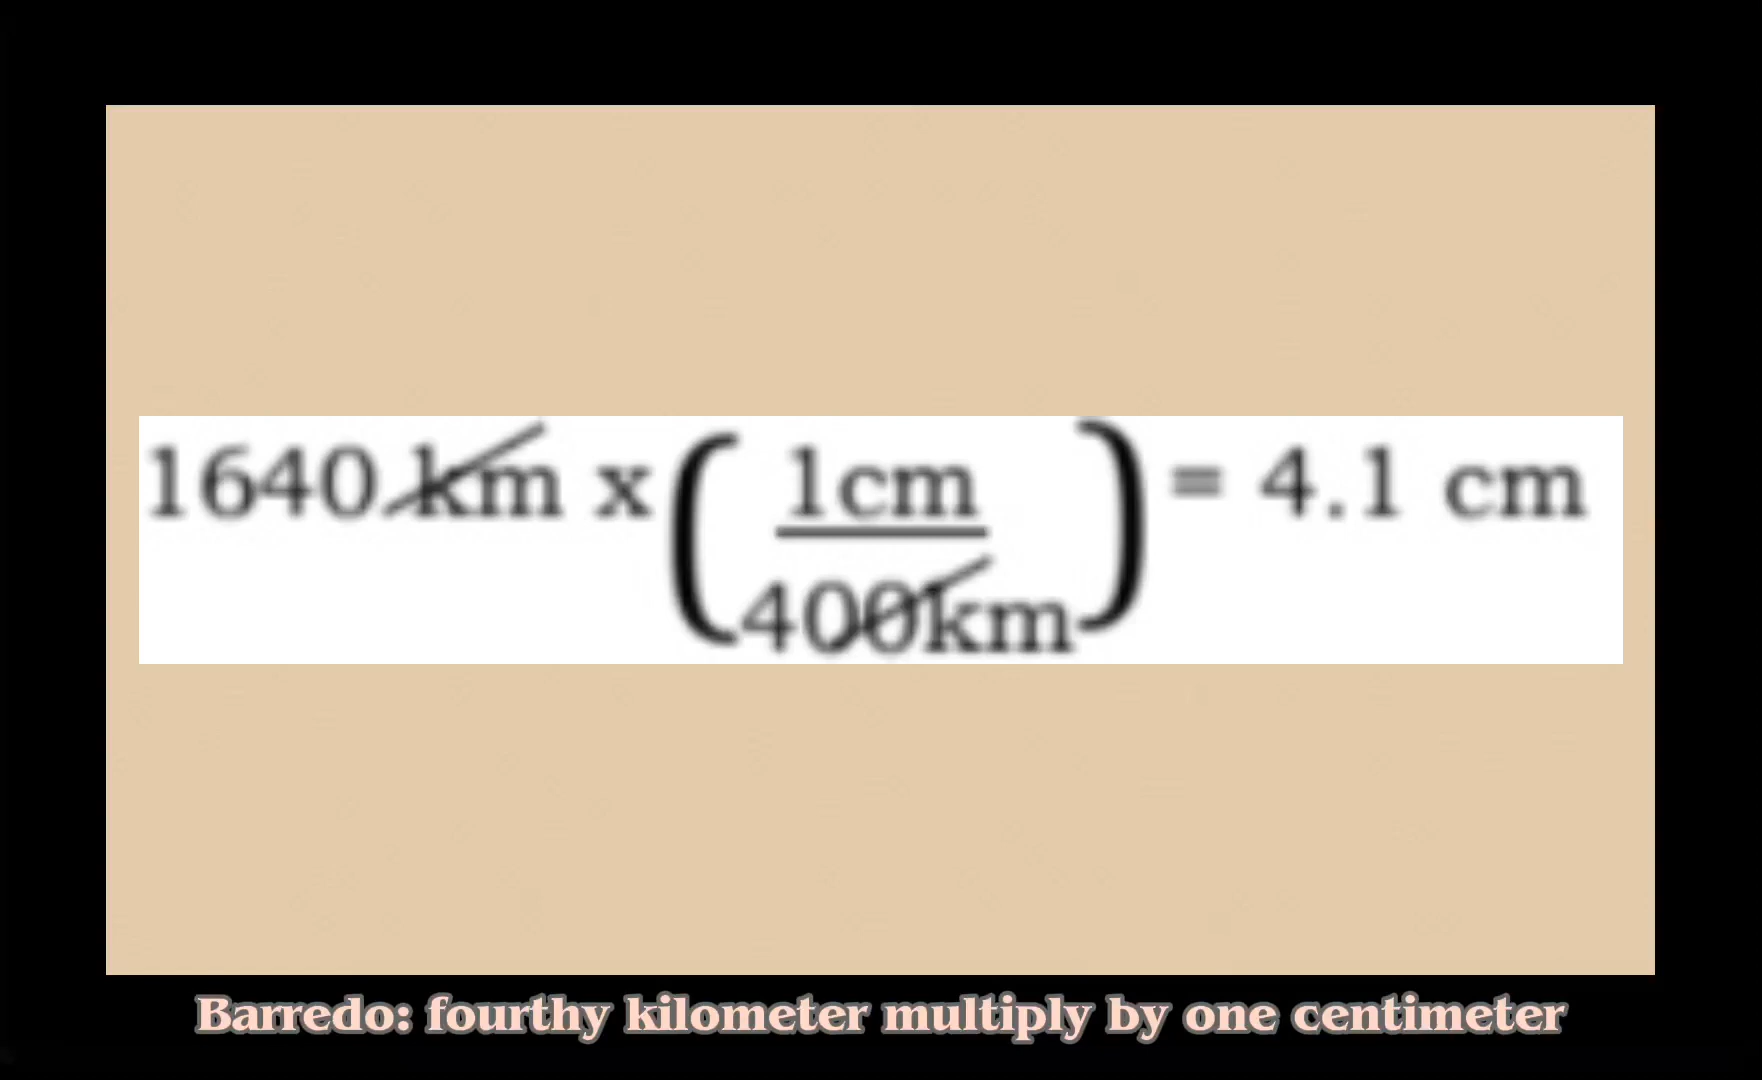 1640 km x ( 1cm ) = 4.1 cm
400km
Barredo: fourthy kilometer multiply by one centimeter